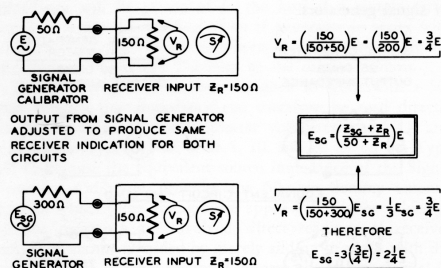 50Ω
E
150Ω
V_R
S
SIGNAL
GENERATOR
CALIBRATOR
RECEIVER INPUT Z_R=150Ω
V_R = (150/(150+50))E = (150/200)E = 3/4 E
OUTPUT FROM SIGNAL GENERATOR
ADJUSTED TO PRODUCE SAME
RECEIVER INDICATION FOR BOTH
CIRCUITS
E_SG = ((Z_SG + Z_R)/(50 + Z_R))E
300Ω
E_SG
150Ω
V_R
S
SIGNAL
GENERATOR
RECEIVER INPUT Z_R=150Ω
V_R = (150/(150+300))E_SG = 1/3 E_SG = 3/4 E
THEREFORE
E_SG = 3(3/4 E) = 2 1/4 E